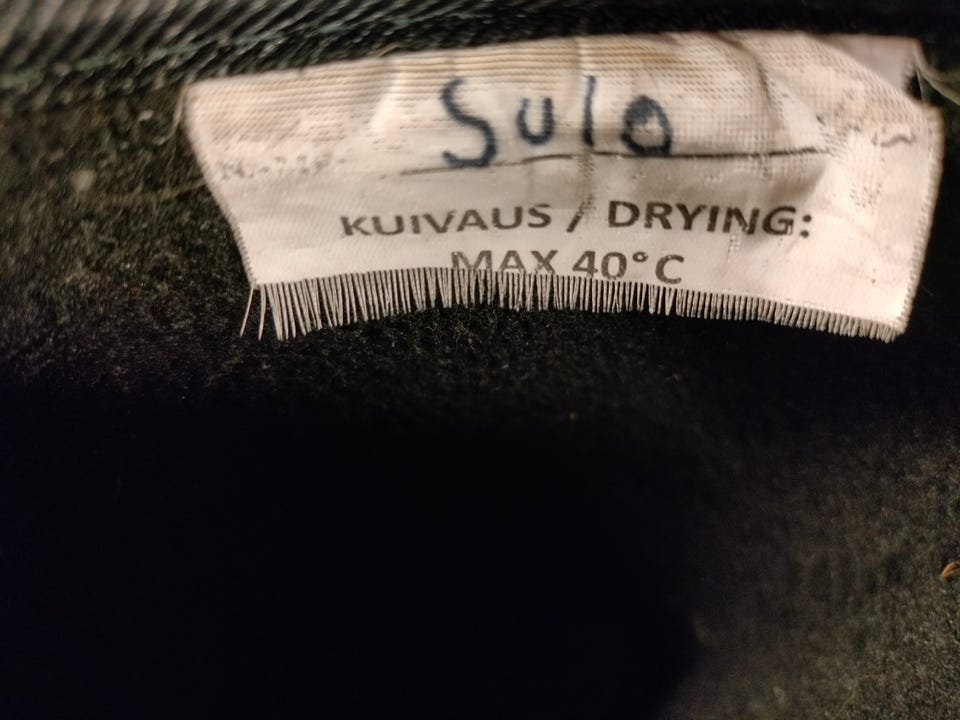 Sulo
KUIVAUS / DRYING:
MAX 40°C